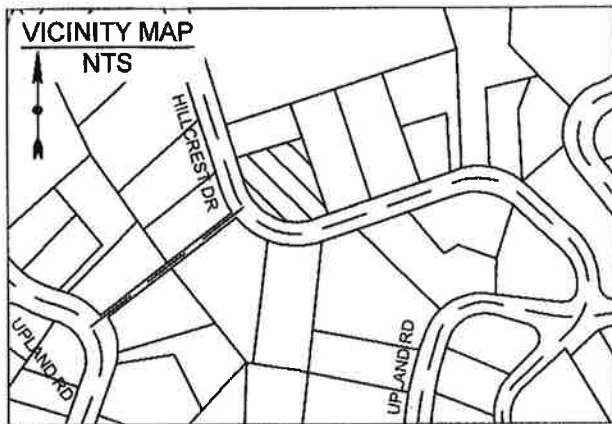 VICINITY MAP
NTS
HILLCREST DR
UPLAND RD
UPLAND RD